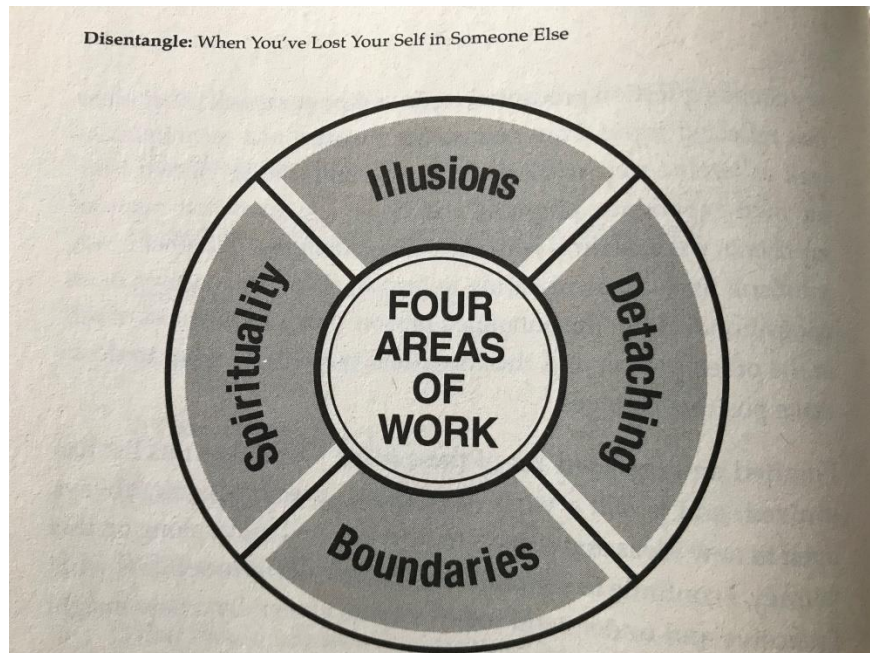 Disentangle: When You've Lost Your Self in Someone Else
Illusions
Detaching
Boundaries
Spirituality
FOUR
AREAS
OF
WORK